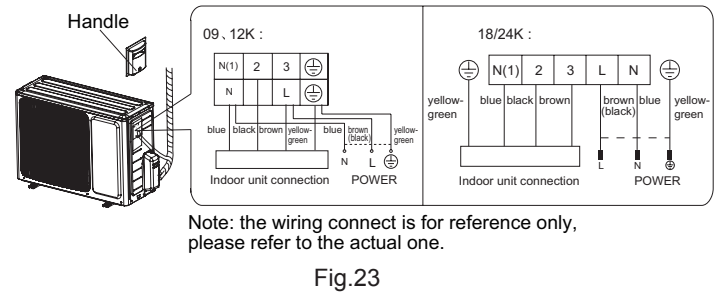 Handle
09、12K :
N(1) 2 3
N L
blue black brown yellow-green blue brown (black) yellow-green
N L
Indoor unit connection POWER
18/24K :
N(1) 2 3 L N
yellow-green blue black brown brown (black) blue yellow-green
L N
Indoor unit connection POWER
Note: the wiring connect is for reference only,
please refer to the actual one.
Fig.23